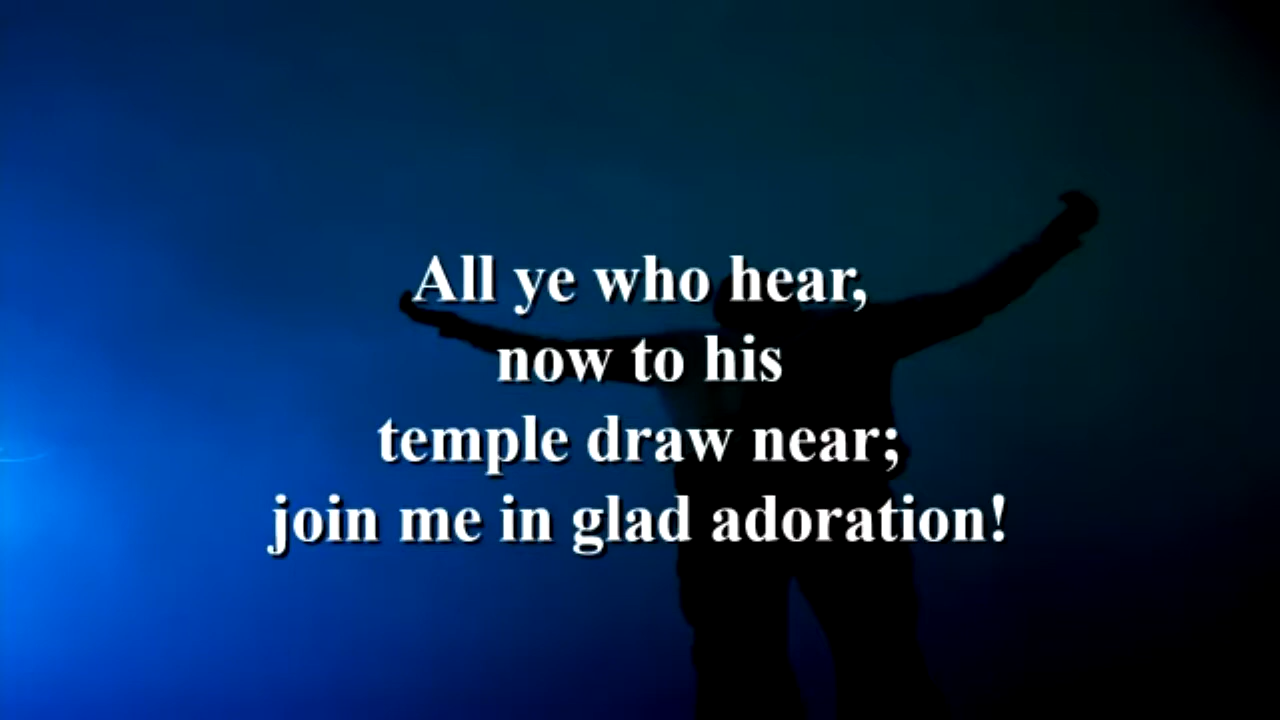 All ye who hear,
now to his
temple draw near;
join me in glad adoration!